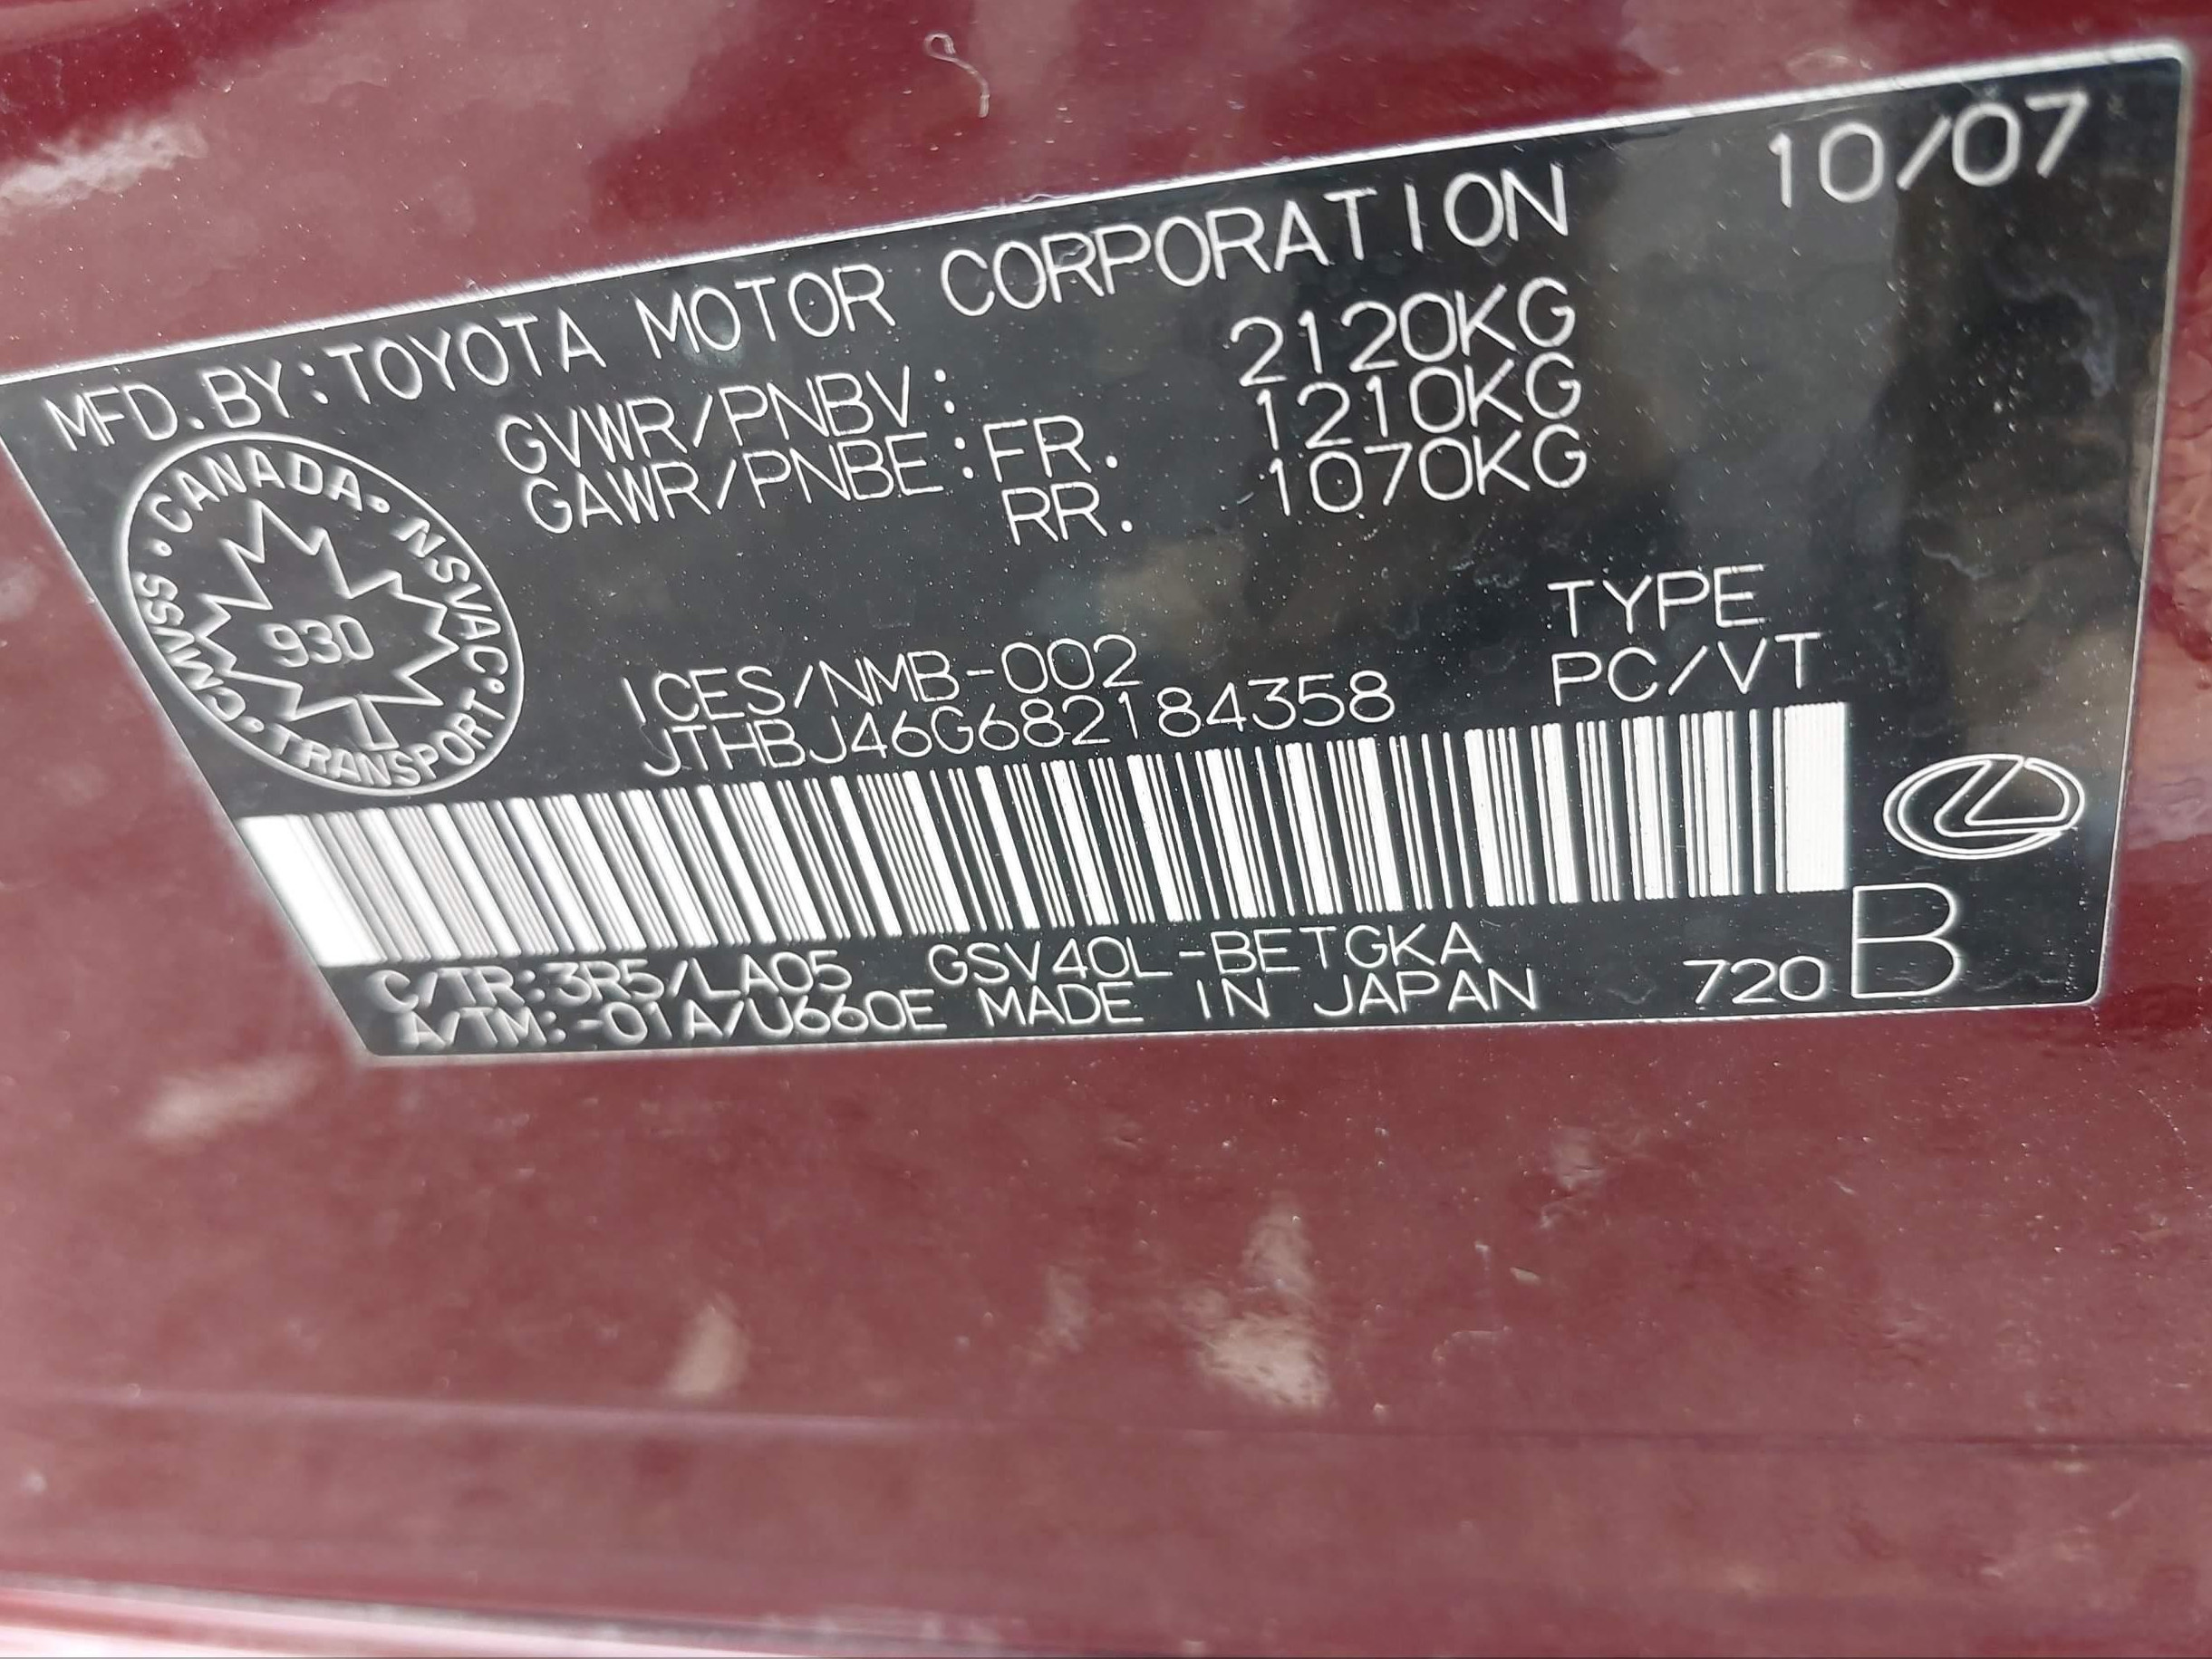 10/07
MFD.BY:TOYOTA MOTOR CORPORATION
GVWR/PNBV: 2120KG
GAWR/PNBE:FR. 1210KG
RR. 1070KG
CANADA · NSVAC · TRANSPORT · CMVSS ·
930
ICES/NMB-002
TYPE
JTHBJ46G682184358
PC/VT
C/TR:3R5/LA05 GSV40L-BETGKA
A/TM:-01A/U660E MADE IN JAPAN
720B